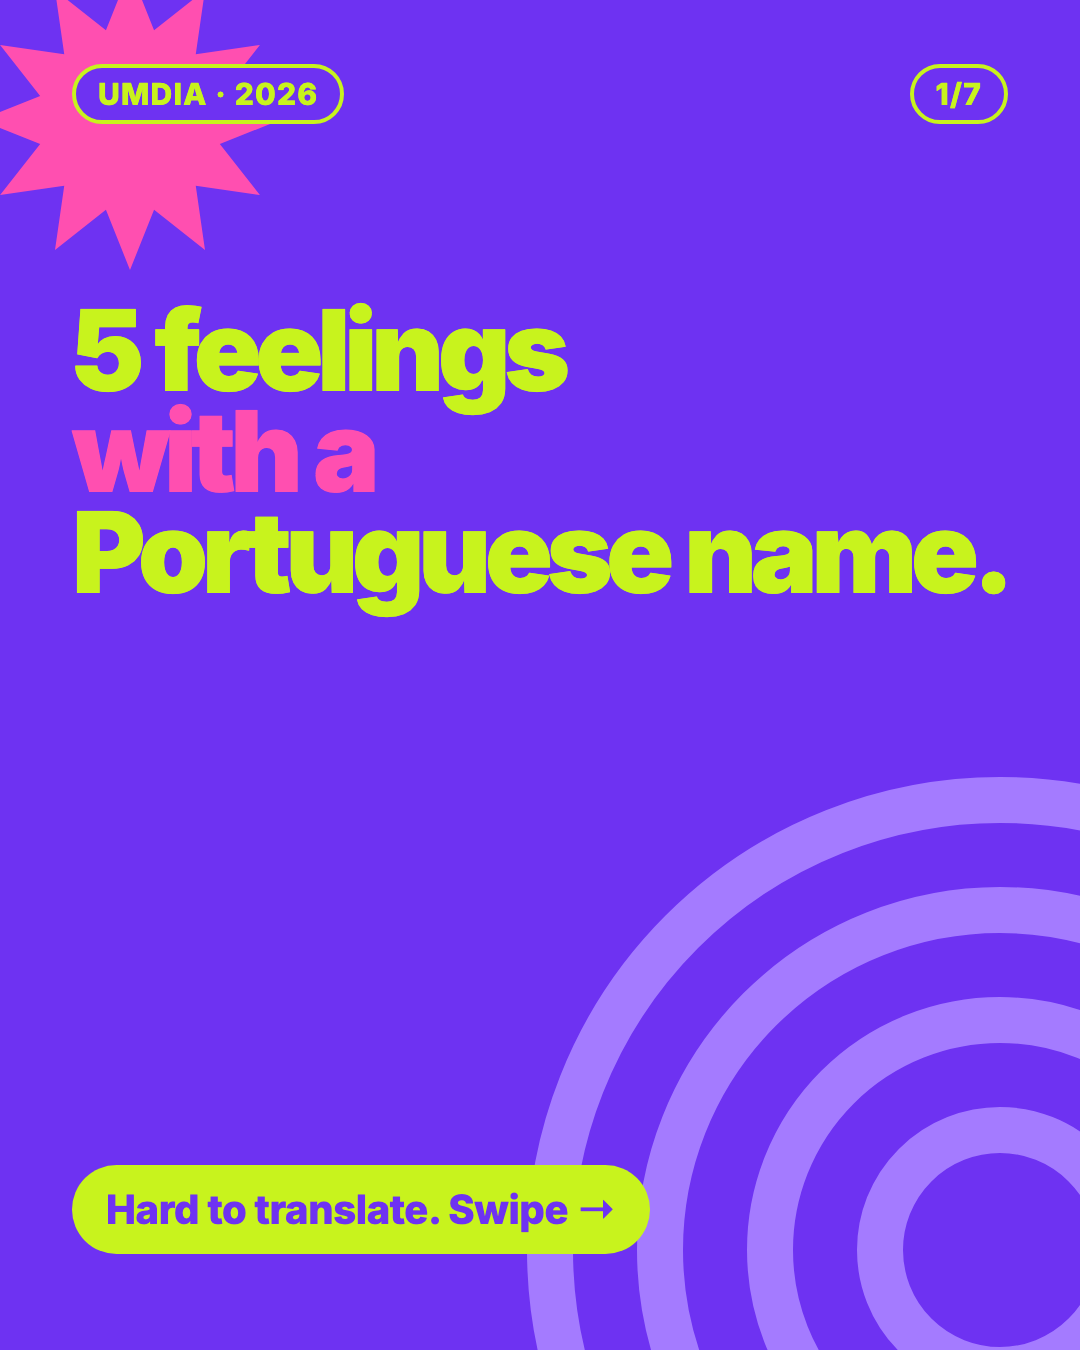 UMDIA · 2026
1/7
5 feelings
with a
Portuguese name.
Hard to translate. Swipe →